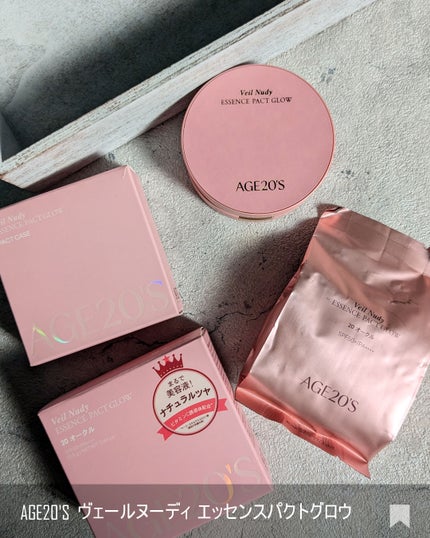 Veil Nudy
ESSENCE PACT GLOW
AGE20'S
Veil Nudy
ESSENCE PACT GLOW
PACT CASE
AGE20'S
Veil Nudy
ESSENCE PACT GLOW
20 オークル
AGE20'S
Veil Nudy
ESSENCE PACT GLOW
20 オークル
まるで
美容液!
ナチュラルツヤ
AGE20'S
AGE20'S ヴェールヌーディ エッセンスパクトグロウ